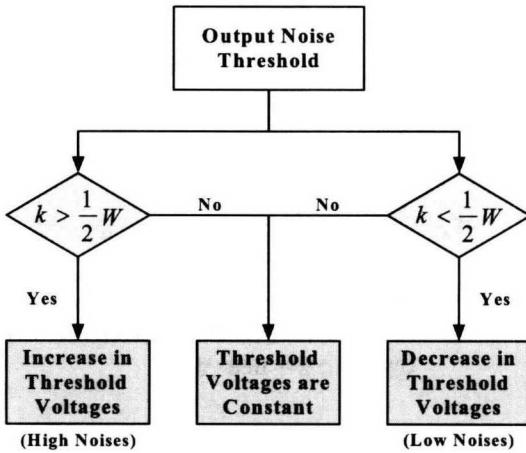 Output Noise
Threshold
k > 1/2 W
No
No
k < 1/2 W
Yes
Yes
Increase in
Threshold
Voltages
Threshold
Voltages are
Constant
Decrease in
Threshold
Voltages
(High Noises)
(Low Noises)